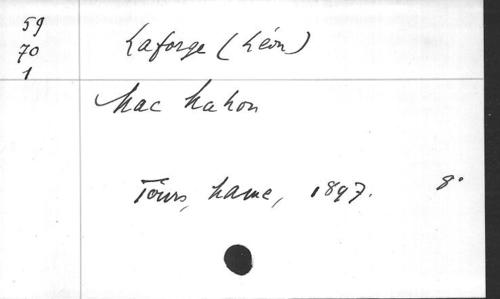 59
70
1
Laforge (Léon)
Mac Mahon
Tours, Mame, 1897. 8°